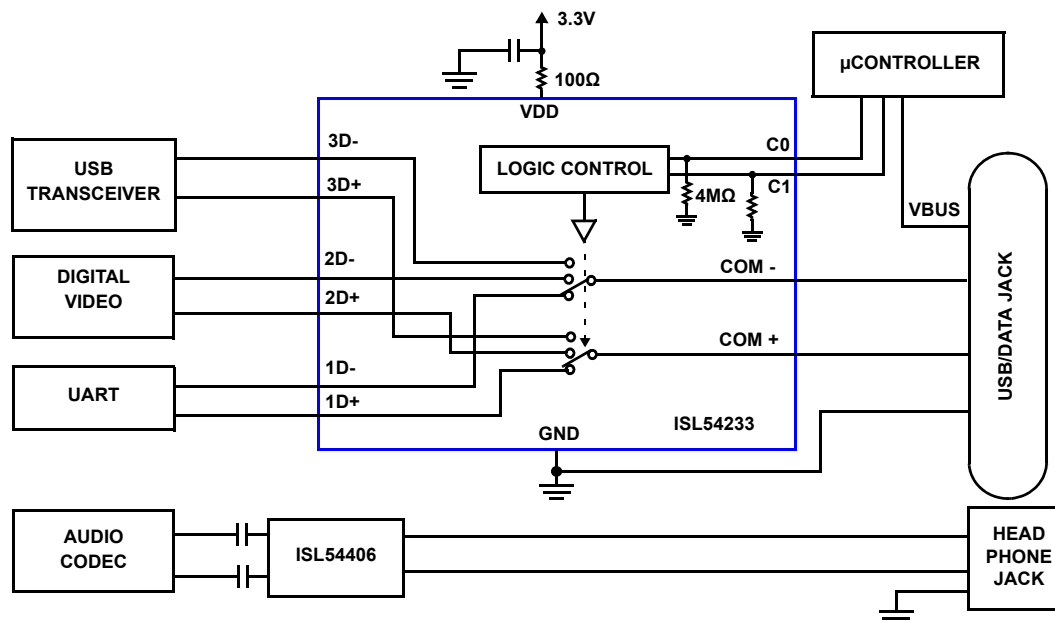 3.3V
100Ω
VDD
µCONTROLLER
USB
TRANSCEIVER
3D-
3D+
LOGIC CONTROL
C0
C1
4MΩ
VBUS
DIGITAL
VIDEO
2D-
2D+
COM -
COM +
USB/DATA JACK
UART
1D-
1D+
GND
ISL54233
AUDIO
CODEC
ISL54406
HEAD
PHONE
JACK